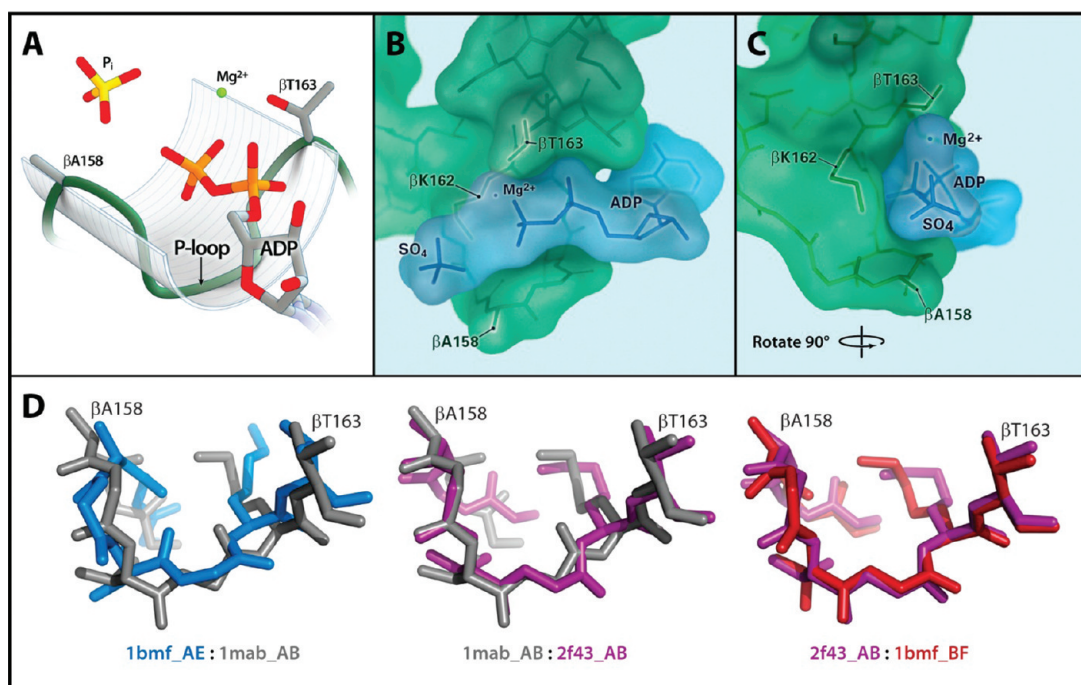 A
Pi
Mg2+
βT163
βA158
P-loop
ADP
B
βT163
βK162
Mg2+
ADP
SO4
βA158
C
βT163
Mg2+
βK162
ADP
SO4
βA158
Rotate 90°
D
βA158
βT163
1bmf_AE : 1mab_AB
βA158
βT163
1mab_AB : 2f43_AB
βA158
βT163
2f43_AB : 1bmf_BF